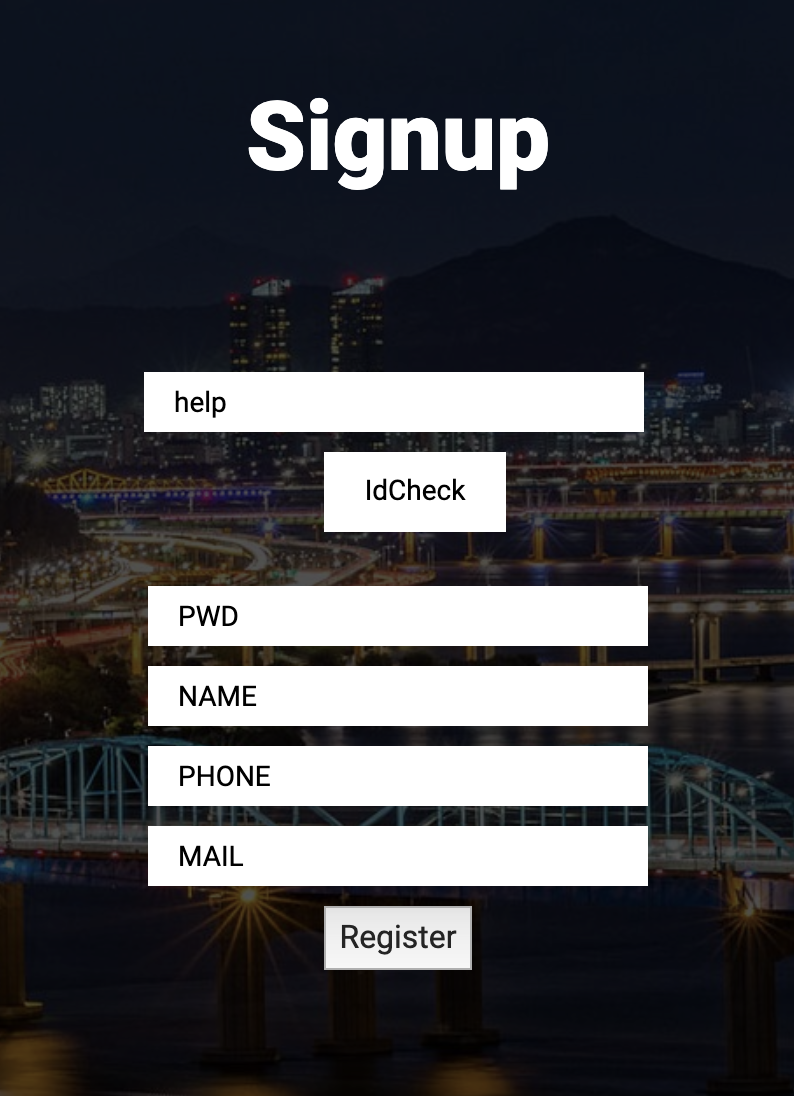 Signup
help
IdCheck
PWD
NAME
PHONE
MAIL
Register